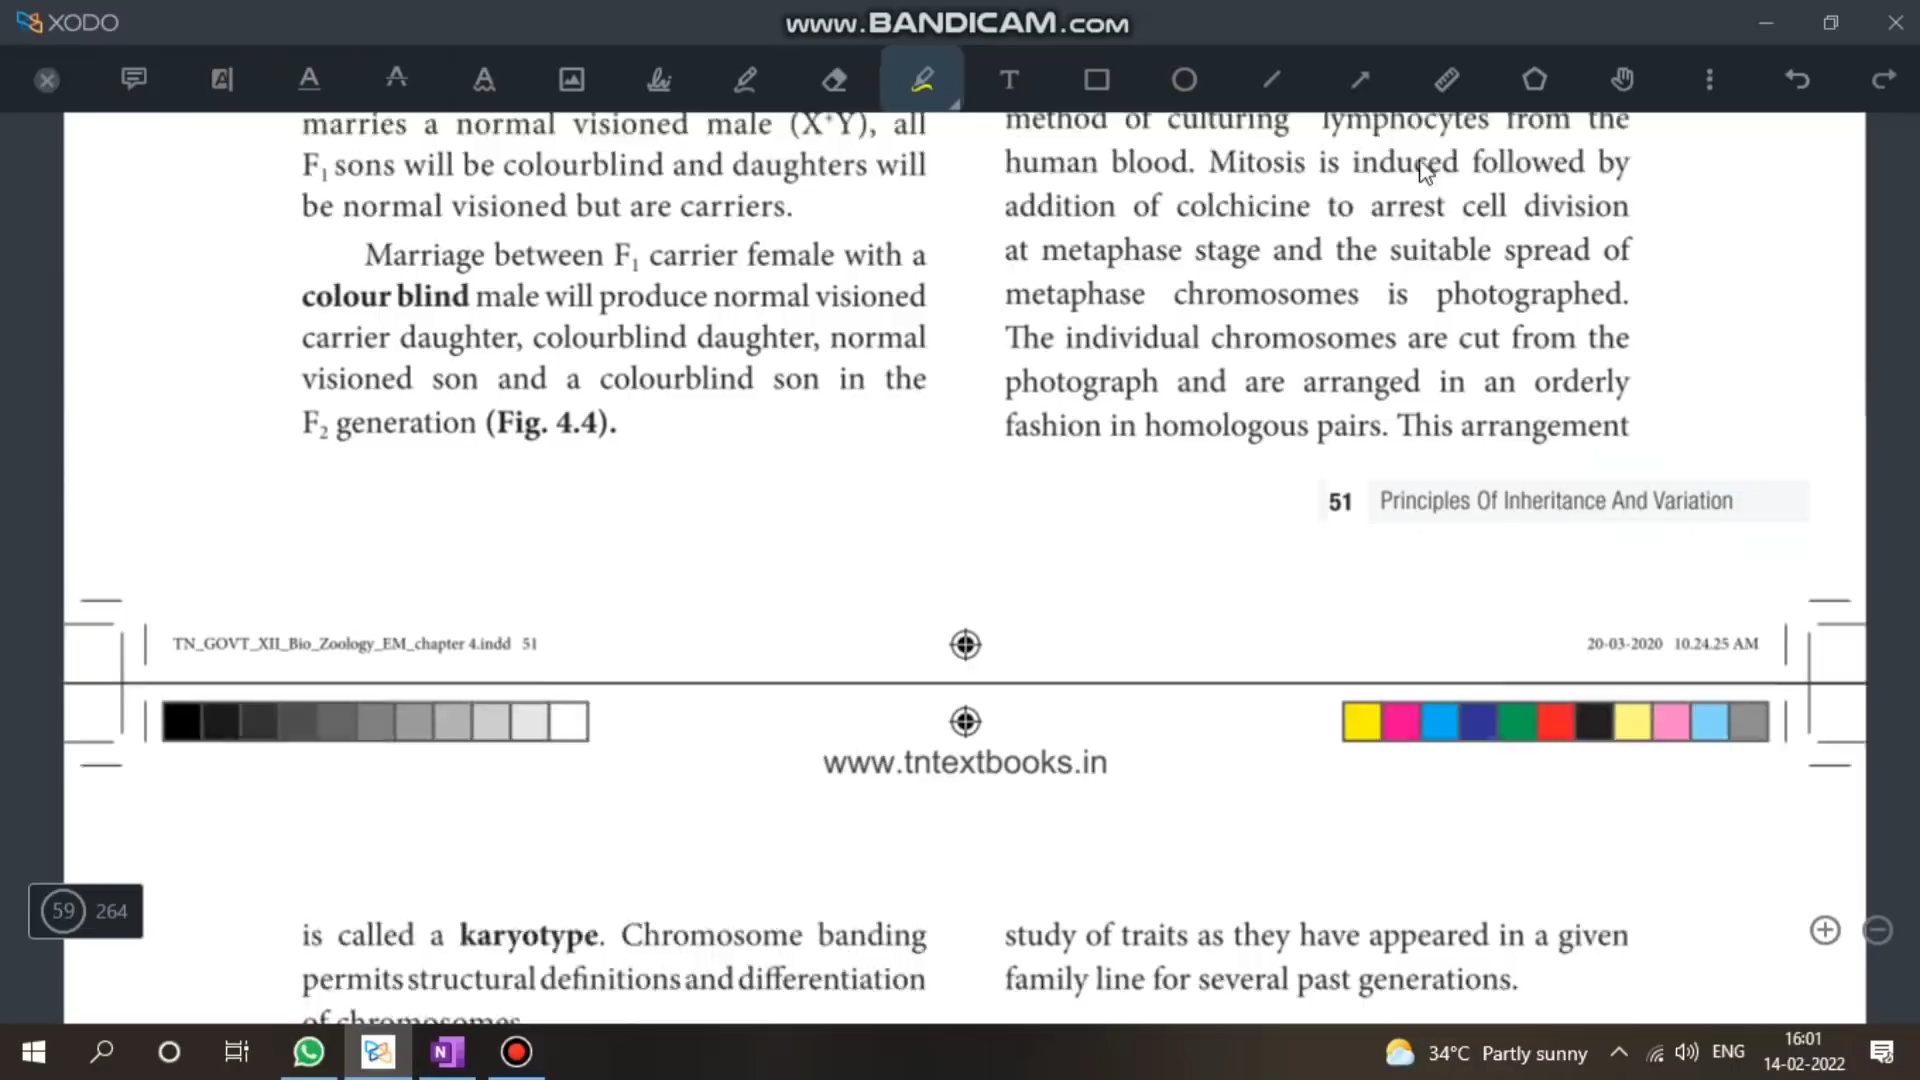 XODO
www.BANDICAM.com
marries a normal visioned male (X⁺Y), all
F₁ sons will be colourblind and daughters will
be normal visioned but are carriers.
Marriage between F₁ carrier female with a
colour blind male will produce normal visioned
carrier daughter, colourblind daughter, normal
visioned son and a colourblind son in the
F₂ generation (Fig. 4.4).
method of culturing lymphocytes from the
human blood. Mitosis is induced followed by
addition of colchicine to arrest cell division
at metaphase stage and the suitable spread of
metaphase chromosomes is photographed.
The individual chromosomes are cut from the
photograph and are arranged in an orderly
fashion in homologous pairs. This arrangement
51 Principles Of Inheritance And Variation
TN_GOVT_XII_Bio_Zoology_EM_chapter 4.indd 51
20-03-2020 10.24.25 AM
www.tntextbooks.in
59 264
is called a karyotype. Chromosome banding
permits structural definitions and differentiation
of chromosomes
study of traits as they have appeared in a given
family line for several past generations.
34°C Partly sunny
ENG
16:01
14-02-2022